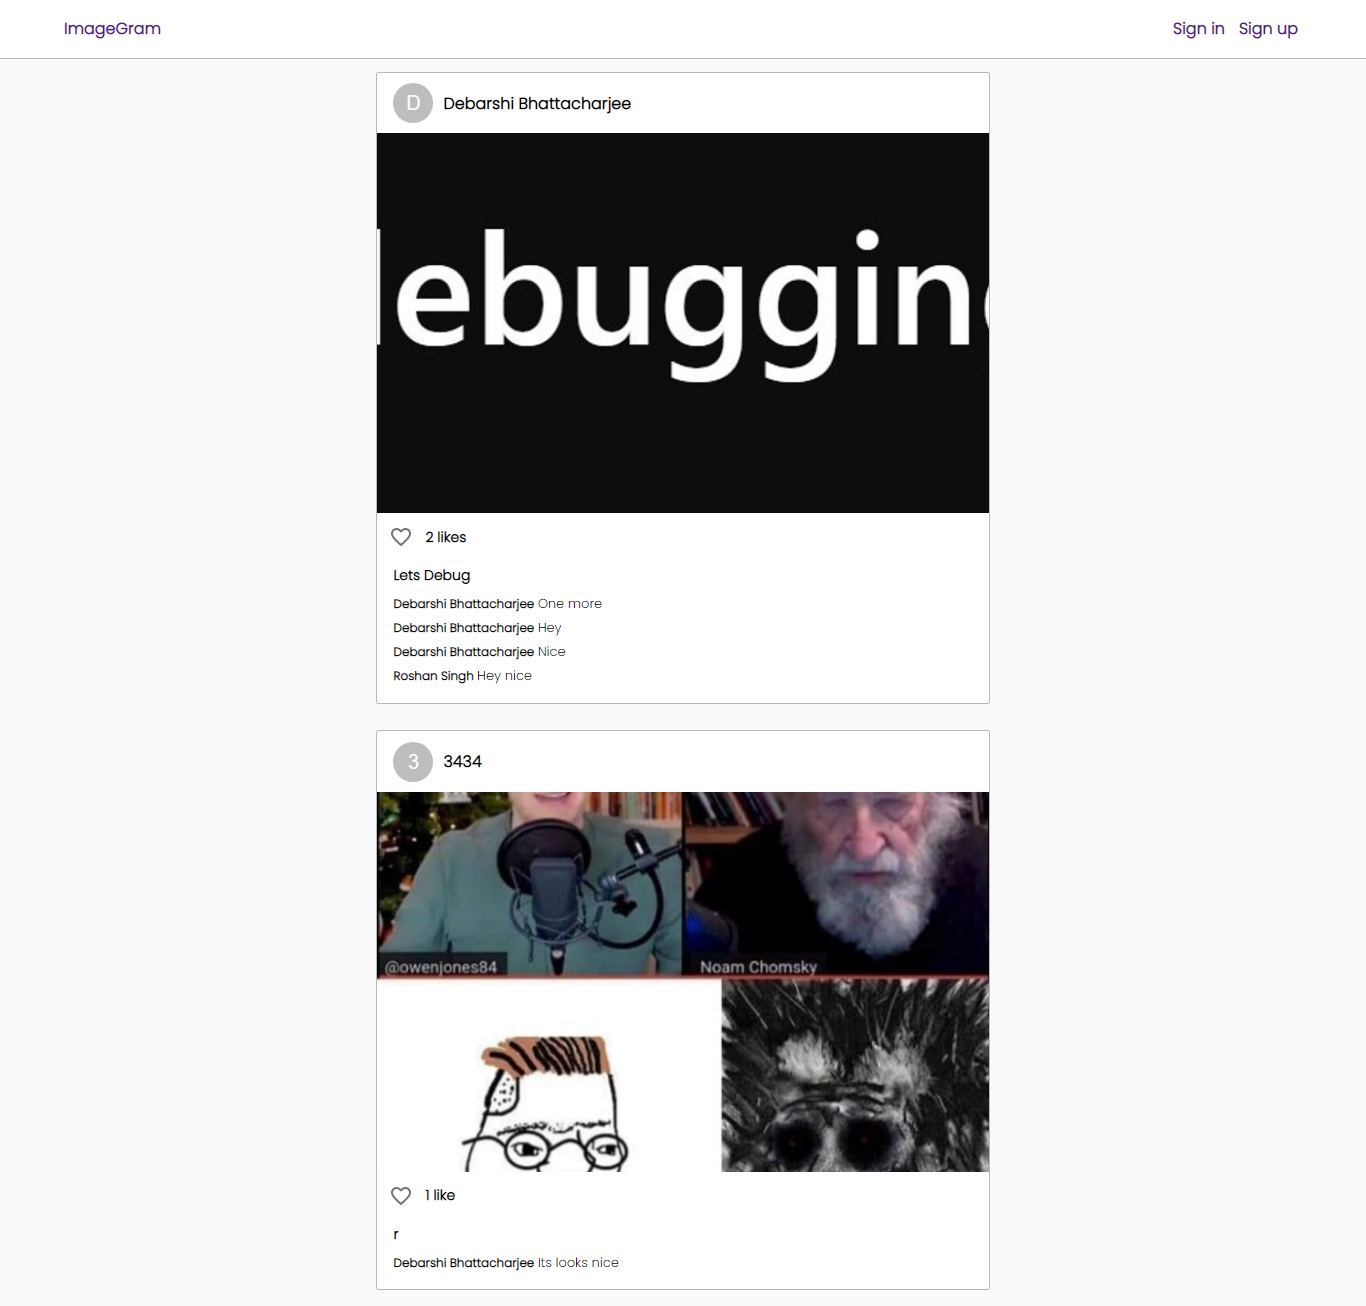 ImageGram
Sign in Sign up
D Debarshi Bhattacharjee
debugging
2 likes
Lets Debug
Debarshi Bhattacharjee One more
Debarshi Bhattacharjee Hey
Debarshi Bhattacharjee Nice
Roshan Singh Hey nice
3 3434
@owenjones84 Noam Chomsky
1 like
r
Debarshi Bhattacharjee Its looks nice